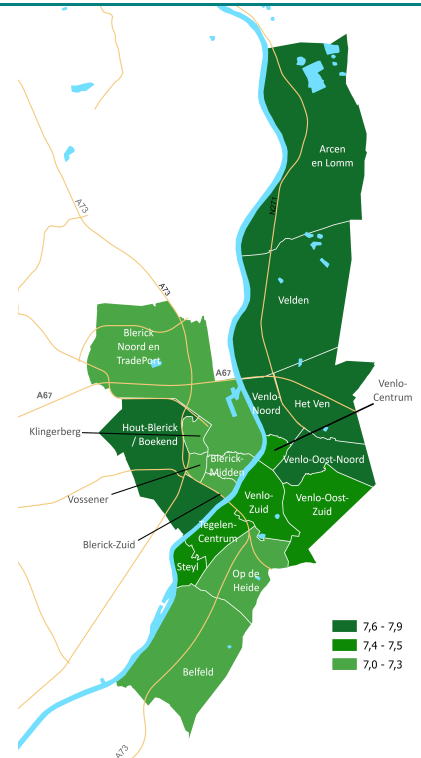 Arcen
en Lomm
A73
N271
A73
Velden
Blerick
Noord en
TradePort
A67
A67
Venlo-
Centrum
Venlo-
Noord
Het Ven
Klingerberg
Hout-Blerick
/ Boekend
Blerick-
Midden
Venlo-Oost-Noord
Vossener
Venlo-
Zuid
Venlo-Oost-
Zuid
Blerick-Zuid
Tegelen-
Centrum
Steyl
Op de
Heide
Belfeld
7,6 - 7,9
7,4 - 7,5
7,0 - 7,3
A73